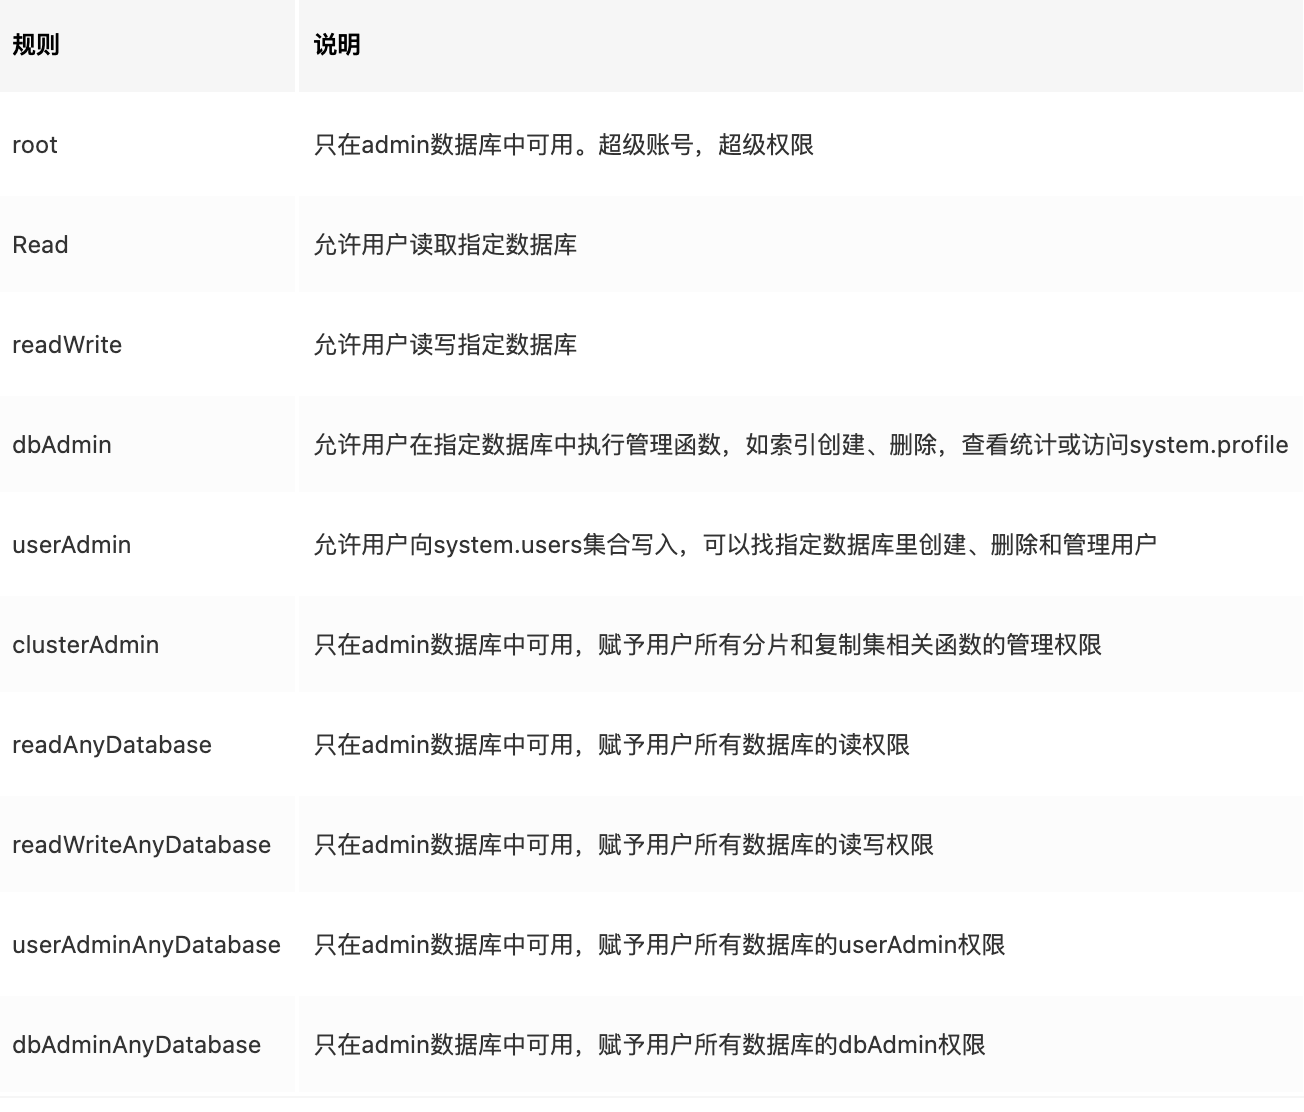 规则 说明
root 只在admin数据库中可用。超级账号，超级权限
Read 允许用户读取指定数据库
readWrite 允许用户读写指定数据库
dbAdmin 允许用户在指定数据库中执行管理函数，如索引创建、删除，查看统计或访问system.profile
userAdmin 允许用户向system.users集合写入，可以找指定数据库里创建、删除和管理用户
clusterAdmin 只在admin数据库中可用，赋予用户所有分片和复制集相关函数的管理权限
readAnyDatabase 只在admin数据库中可用，赋予用户所有数据库的读权限
readWriteAnyDatabase 只在admin数据库中可用，赋予用户所有数据库的读写权限
userAdminAnyDatabase 只在admin数据库中可用，赋予用户所有数据库的userAdmin权限
dbAdminAnyDatabase 只在admin数据库中可用，赋予用户所有数据库的dbAdmin权限